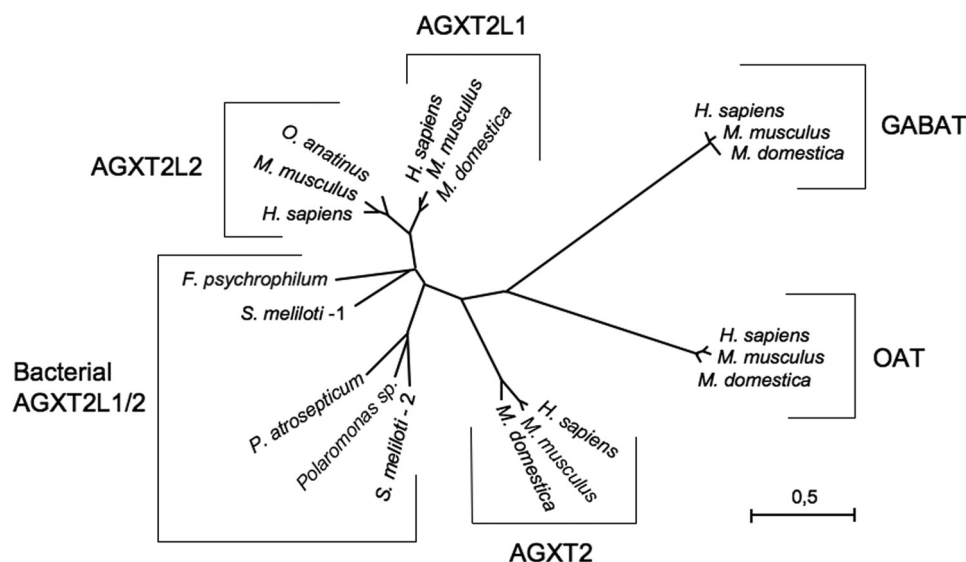 AGXT2L1
H. sapiens
M. musculus
M. domestica
AGXT2L2
O. anatinus
M. musculus
H. sapiens
GABAT
H. sapiens
M. musculus
M. domestica
Bacterial
AGXT2L1/2
F. psychrophilum
S. meliloti -1
P. atrosepticum
Polaromonas sp.
S. meliloti - 2
AGXT2
H. sapiens
M. musculus
M. domestica
OAT
H. sapiens
M. musculus
M. domestica
0,5